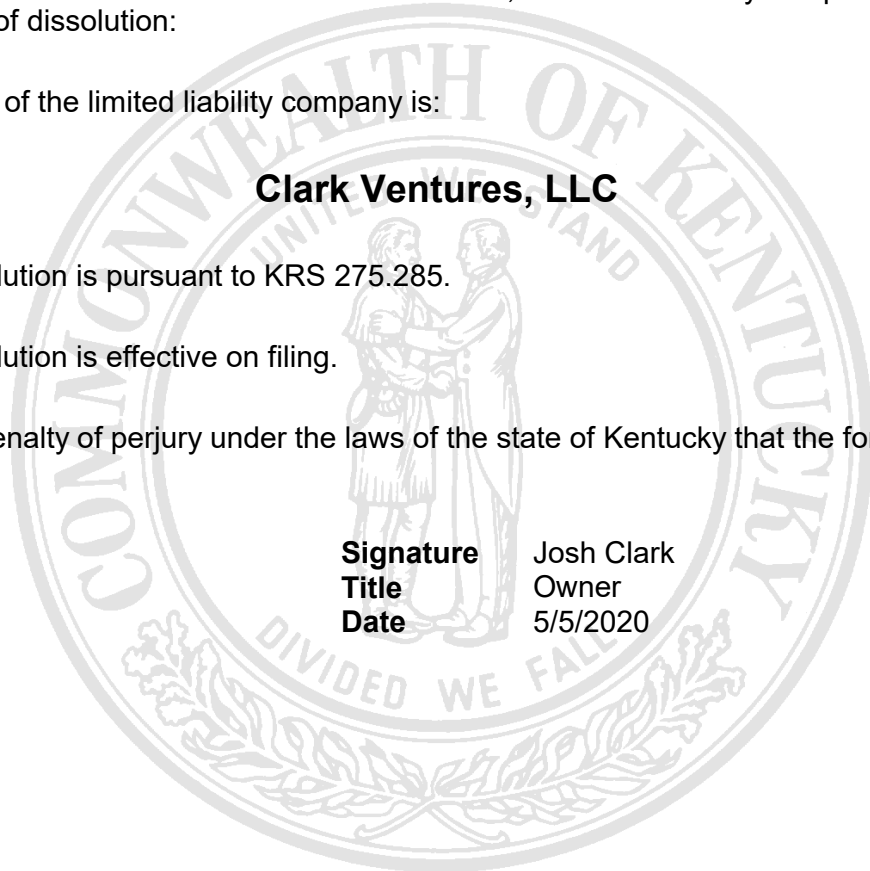 of dissolution:
of the limited liability company is:
Clark Ventures, LLC
lution is pursuant to KRS 275.285.
lution is effective on filing.
enalty of perjury under the laws of the state of Kentucky that the for
Signature Josh Clark
Title Owner
Date 5/5/2020
COMMONWEALTH OF KENTUCKY
UNITED WE STAND
DIVIDED WE FALL